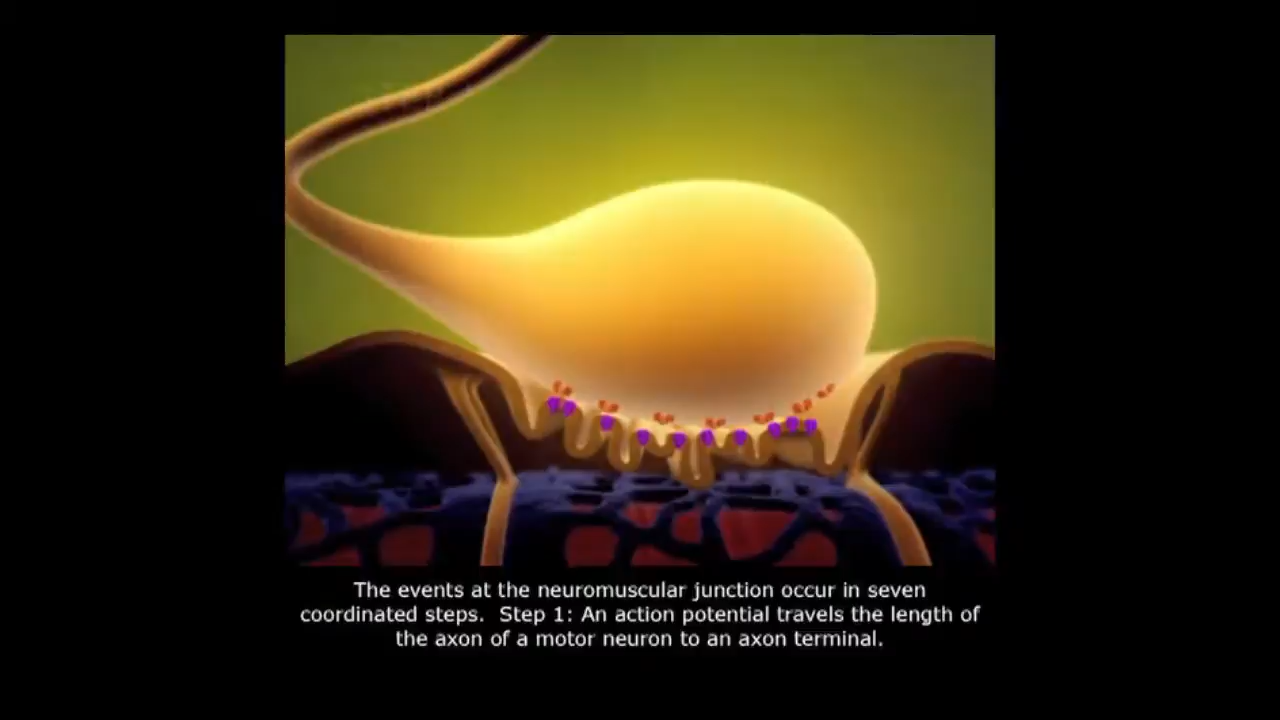 The events at the neuromuscular junction occur in seven
coordinated steps.  Step 1: An action potential travels the length of
the axon of a motor neuron to an axon terminal.